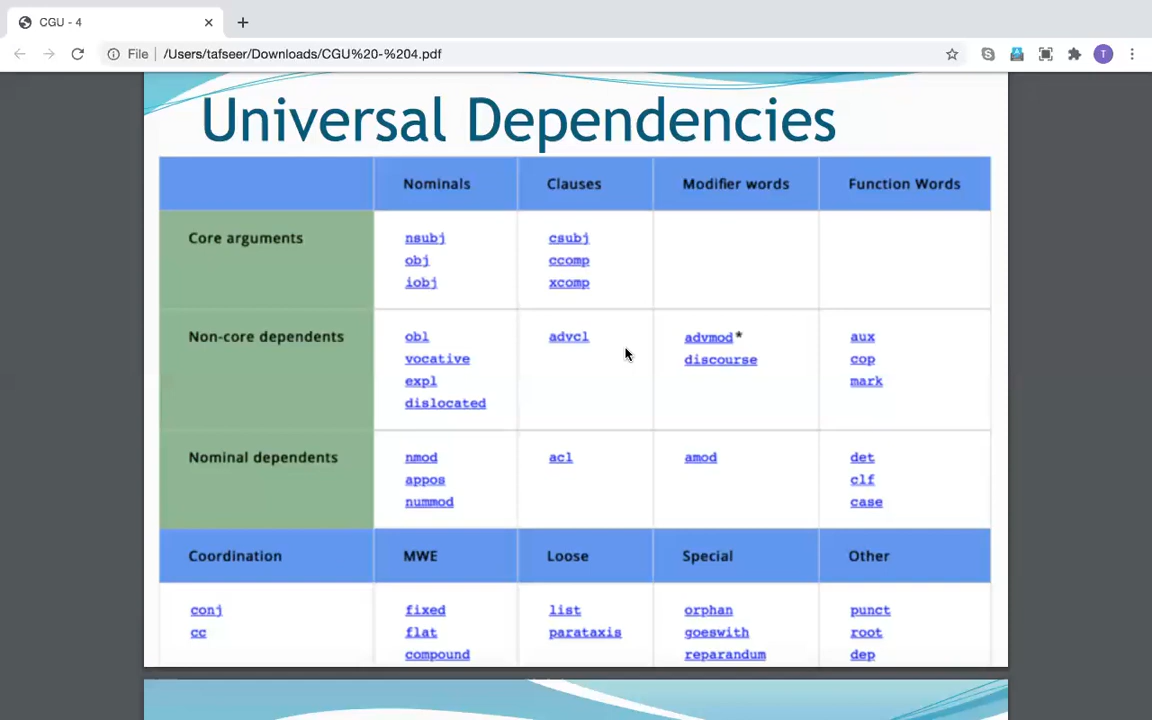 CGU - 4
File /Users/tafseer/Downloads/CGU%20-%204.pdf
T
Universal Dependencies
Nominals Clauses Modifier words Function Words
Core arguments nsubj csubj
obj ccomp
iobj xcomp
Non-core dependents obl advcl advmod* aux
vocative discourse cop
expl mark
dislocated
Nominal dependents nmod acl amod det
appos clf
nummod case
Coordination MWE Loose Special Other
conj fixed list orphan punct
cc flat parataxis goeswith root
compound reparandum dep